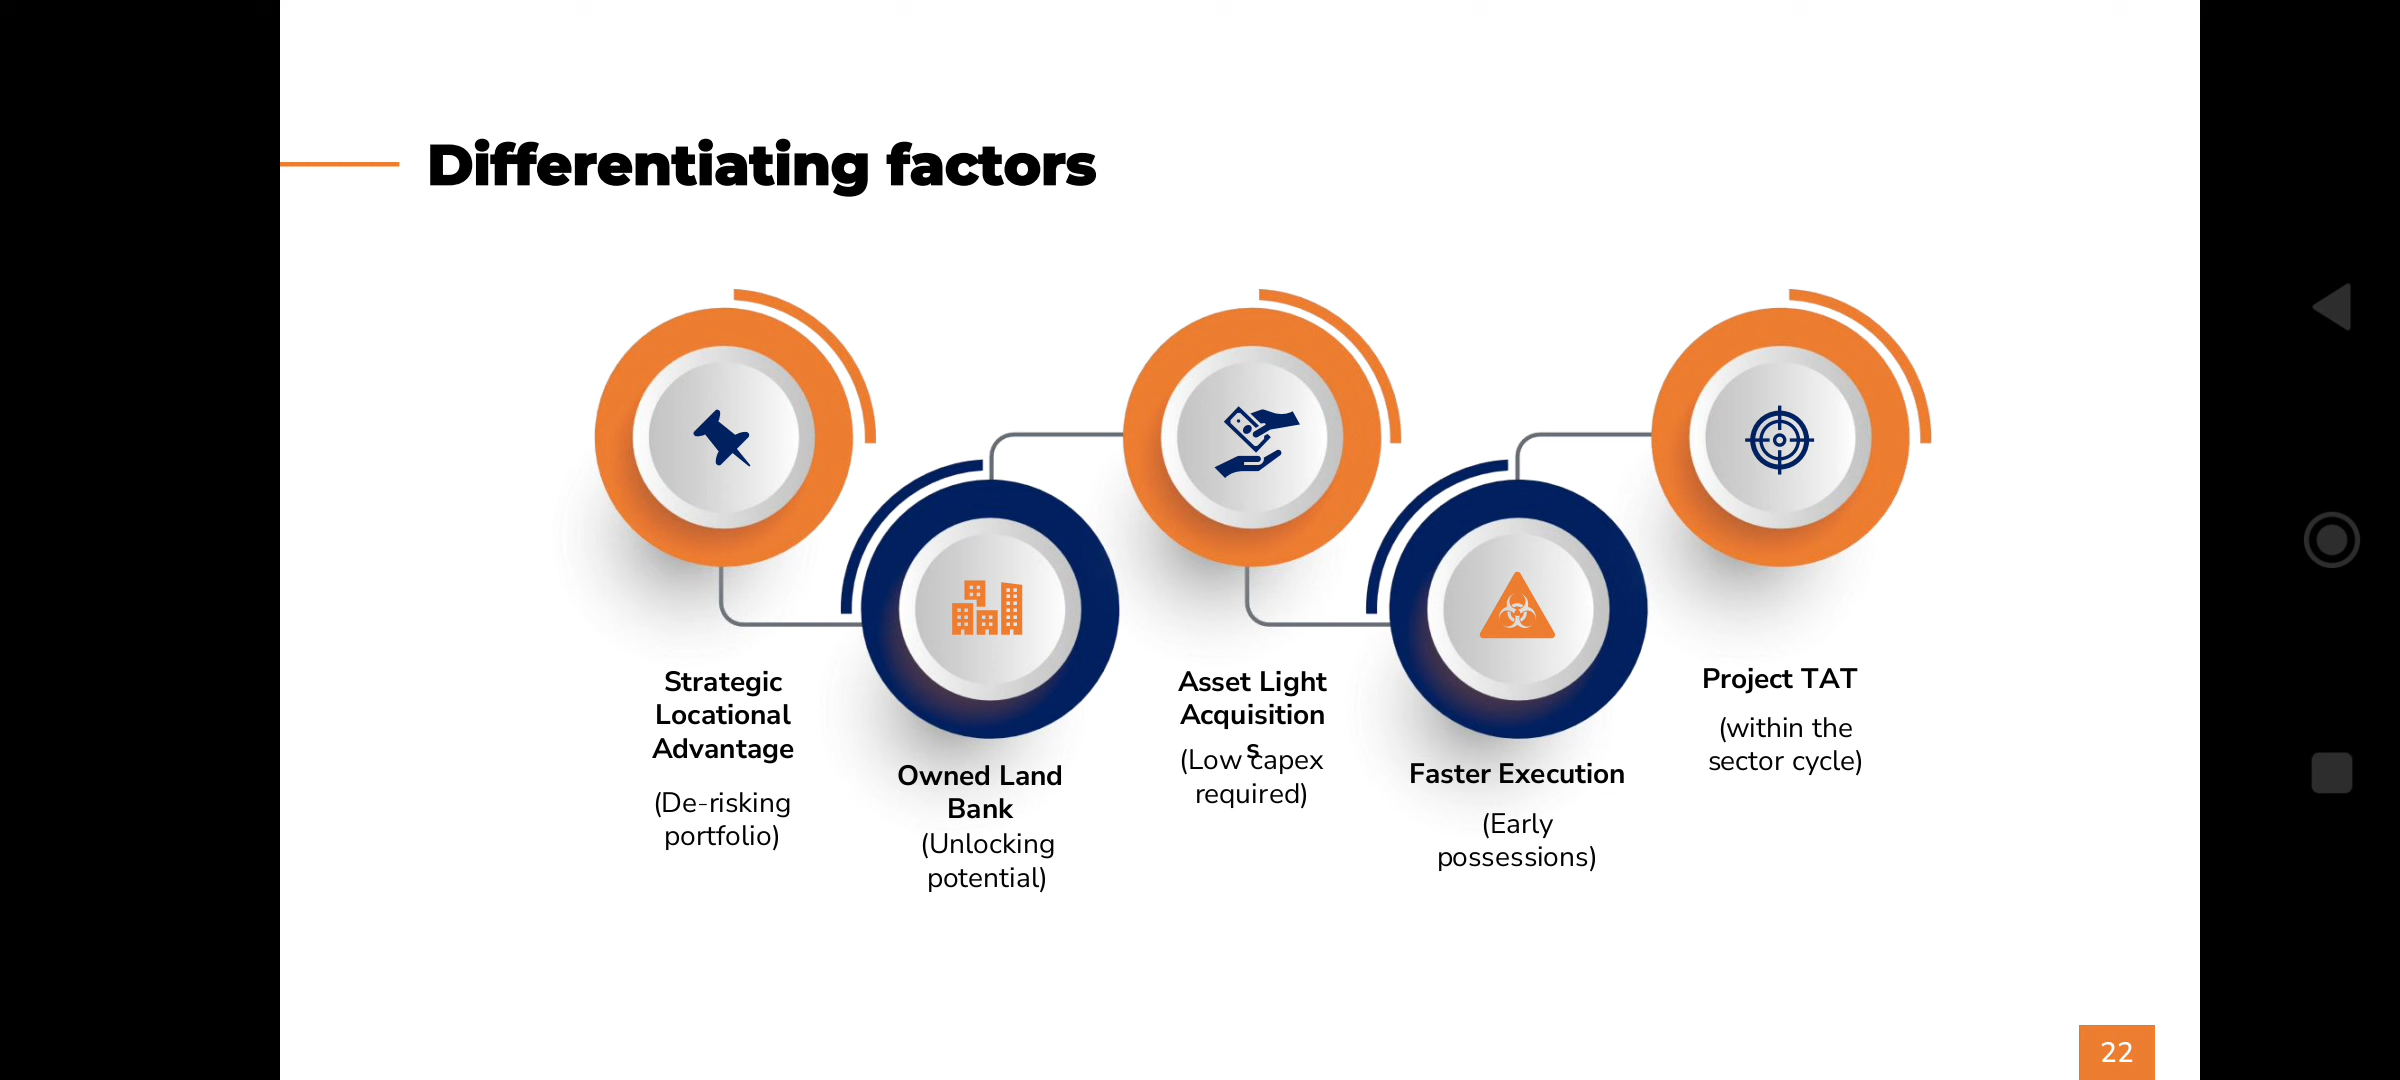 Differentiating factors
Strategic
Locational
Advantage
(De-risking
portfolio)
Owned Land
Bank
(Unlocking
potential)
Asset Light
Acquisition
s
(Low capex
required)
Faster Execution
(Early
possessions)
Project TAT
(within the
sector cycle)
22